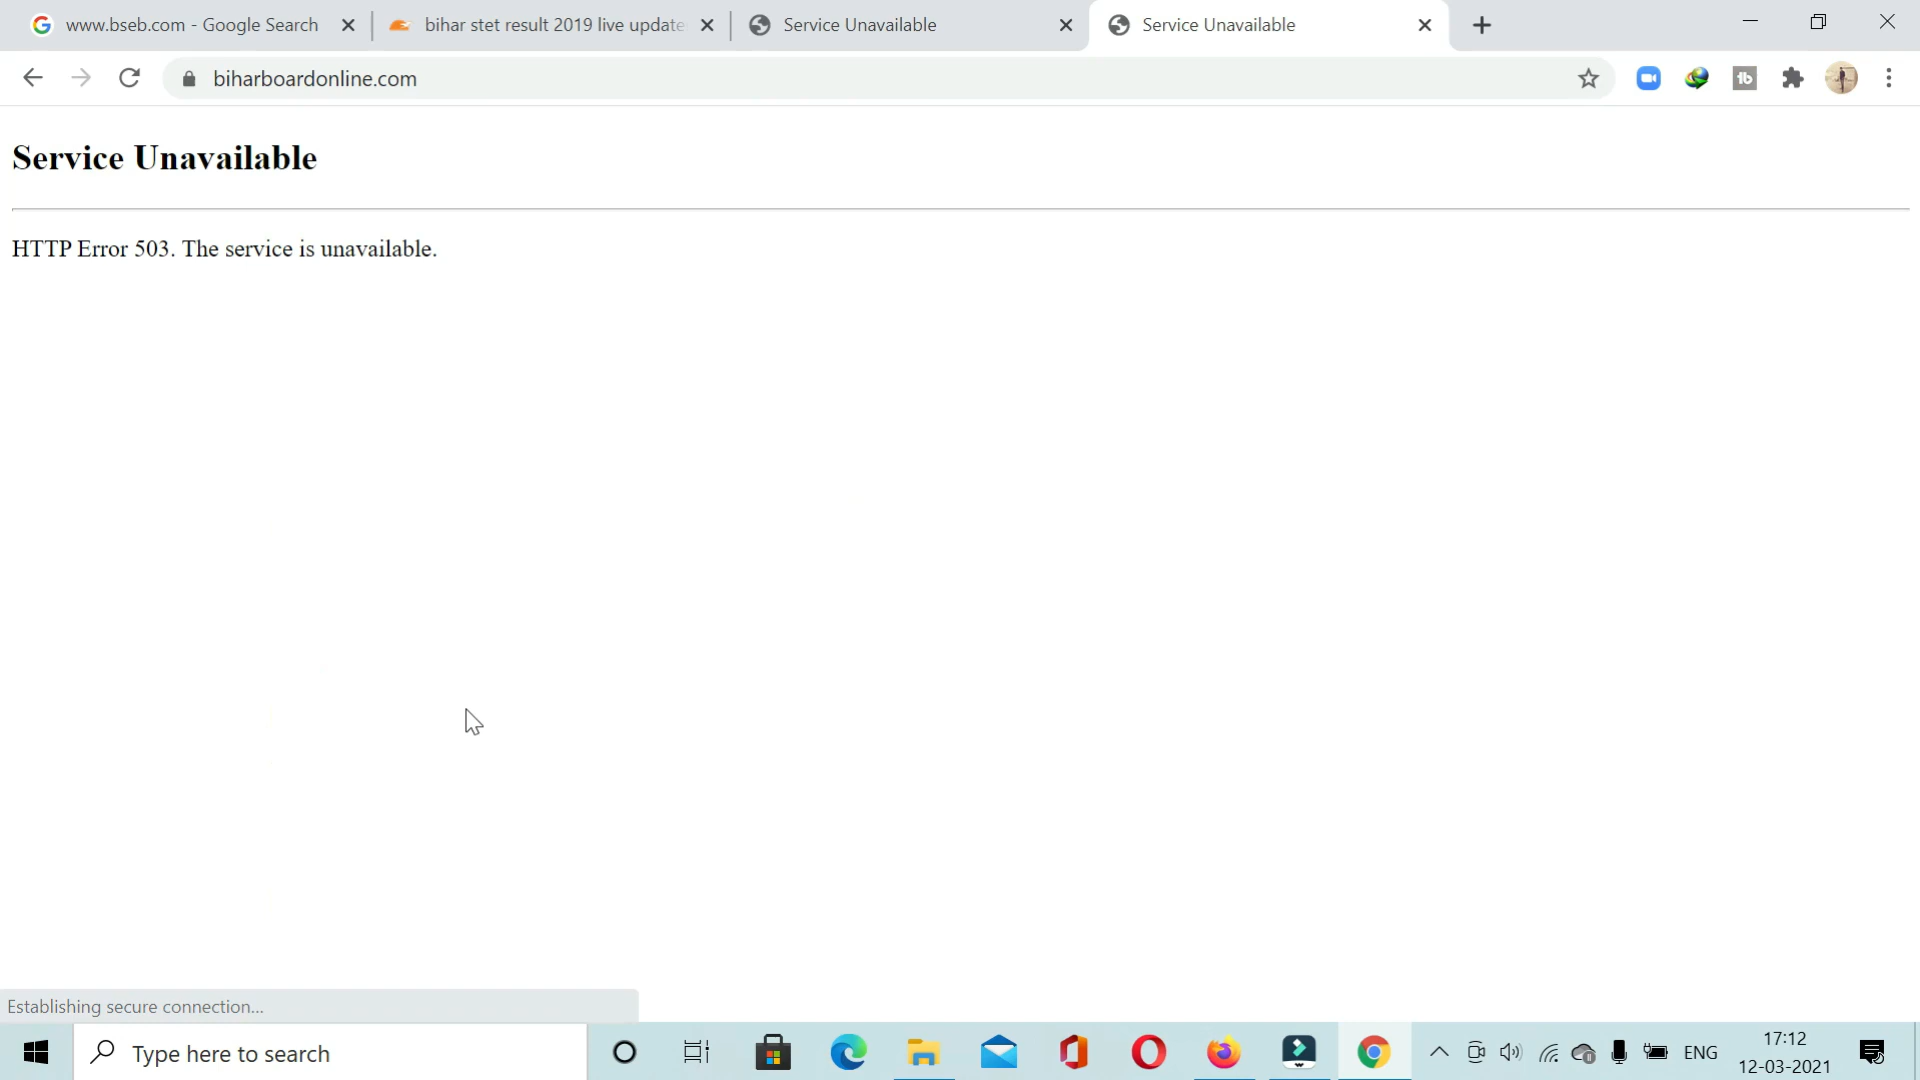 www.bseb.com - Google Search
bihar stet result 2019 live update
Service Unavailable
Service Unavailable
biharboardonline.com
Service Unavailable
HTTP Error 503. The service is unavailable.
Establishing secure connection...
Type here to search
ENG
17:12
12-03-2021